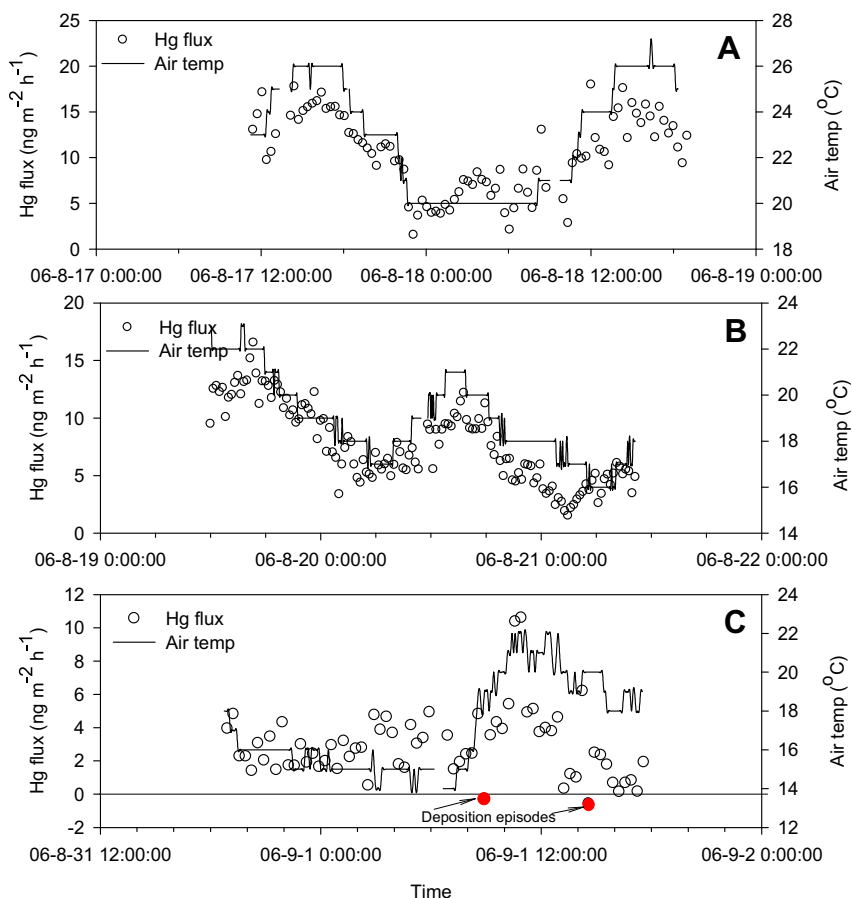 A
Hg flux
Air temp
Hg flux (ng m⁻² h⁻¹)
25
20
15
10
5
0
28
26
24
22
20
18
Air temp (°C)
06-8-17 0:00:00 06-8-17 12:00:00 06-8-18 0:00:00 06-8-18 12:00:00 06-8-19 0:00:00
B
Hg flux
Air temp
Hg flux (ng m⁻² h⁻¹)
20
15
10
5
0
24
22
20
18
16
14
Air temp (°C)
06-8-19 0:00:00 06-8-20 0:00:00 06-8-21 0:00:00 06-8-22 0:00:00
C
Hg flux
Air temp
Hg flux (ng m⁻² h⁻¹)
12
10
8
6
4
2
0
-2
24
22
20
18
16
14
12
Air temp (°C)
Deposition episodes
06-8-31 12:00:00 06-9-1 0:00:00 06-9-1 12:00:00 06-9-2 0:00:00
Time